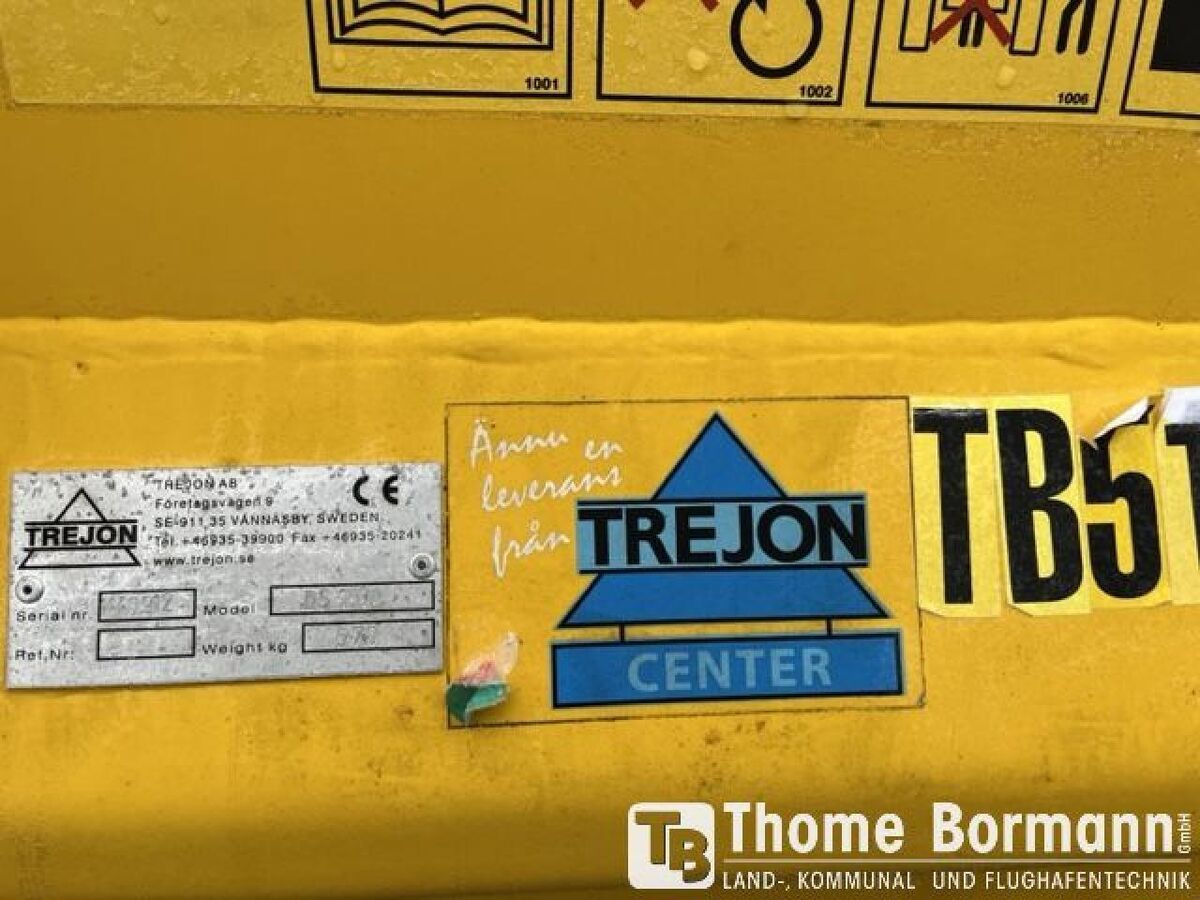 1001
1002
1006
TREJON AB
Företagsvägen 9
SE-911 35 VÄNNÄSBY, SWEDEN
Tel. +46935-39900 Fax +46935-20241
www.trejon.se
CE
TREJON
Serial nr.
Model
Ref.Nr:
Weight kg
Ännu en
leverans
från
TREJON
CENTER
TB5
TB
Thome Bormann GmbH
LAND-, KOMMUNAL UND FLUGHAFENTECHNIK